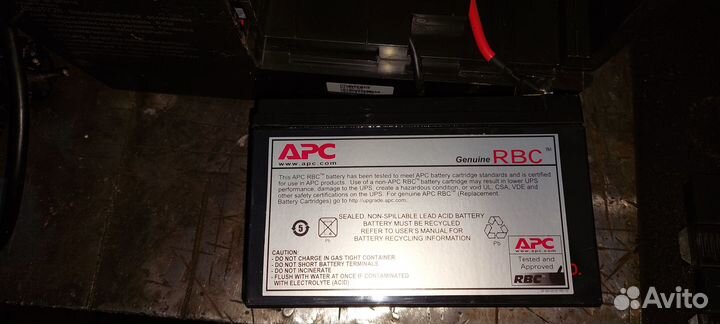 APC
www.apc.com
Genuine RBC™
This APC RBC™ battery has been tested to meet APC battery cartridge standards and is certified
for use in APC products. Use of a non-APC RBC™ battery cartridge may result in lower UPS
performance, damage to the UPS, create a hazardous condition, or void UL, CSA, VDE and
other safety certifications to the UPS. For genuine APC RBC™ (Replacement
Battery Cartridges) go to http://upgrade.apc.com.
5
SEALED, NON-SPILLABLE LEAD ACID BATTERY
BATTERY MUST BE RECYCLED
REFER TO USER'S MANUAL FOR
BATTERY RECYCLING INFORMATION
Pb
Pb
CAUTION:
- DO NOT CHARGE IN GAS TIGHT CONTAINER
- DO NOT SHORT BATTERY TERMINALS
- DO NOT INCINERATE
- FLUSH WITH WATER AT ONCE IF CONTACTED
WITH ELECTROLYTE (ACID)
APC
Tested and
Approved
RBC
Avito